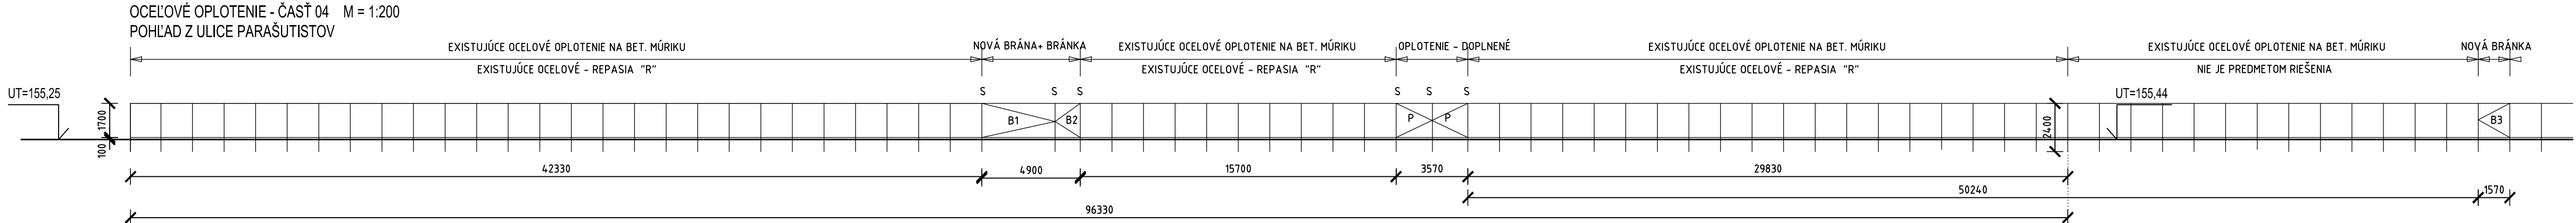 OCEĽOVÉ OPLOTENIE - ČASŤ 04 M = 1:200
POHĽAD Z ULICE PARAŠUTISTOV
EXISTUJÚCE OCELOVÉ OPLOTENIE NA BET. MÚRIKU
NOVÁ BRÁNA+ BRÁNKA
EXISTUJÚCE OCELOVÉ OPLOTENIE NA BET. MÚRIKU
OPLOTENIE - DOPLNENÉ
EXISTUJÚCE OCELOVÉ OPLOTENIE NA BET. MÚRIKU
EXISTUJÚCE OCELOVÉ OPLOTENIE NA BET. MÚRIKU
NOVÁ BRÁNKA
EXISTUJÚCE OCELOVÉ - REPASIA "R"
EXISTUJÚCE OCELOVÉ - REPASIA "R"
EXISTUJÚCE OCELOVÉ - REPASIA "R"
NIE JE PREDMETOM RIEŠENIA
UT=155,25
S
S
S
S
S
S
UT=155,44
1700
100
B1
B2
P
P
2400
B3
42330
4900
15700
3570
29830
50240
1570
96330